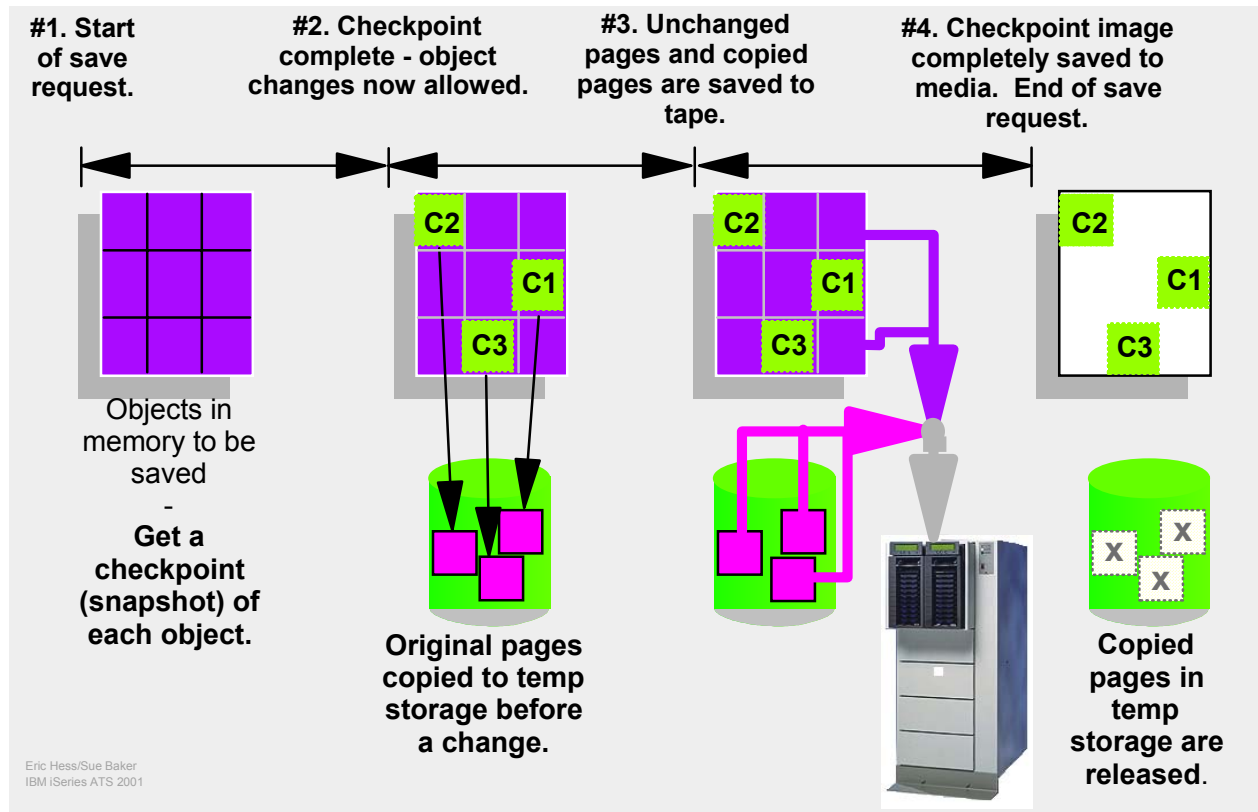 #1. Start
of save
request.
#2. Checkpoint
complete - object
changes now allowed.
#3. Unchanged
pages and copied
pages are saved to
tape.
#4. Checkpoint image
completely saved to
media. End of save
request.
C2
C1
C3
C2
C1
C3
C2
C1
C3
Objects in
memory to be
saved
-
Get a
checkpoint
(snapshot) of
each object.
Original pages
copied to temp
storage before
a change.
X
X
X
Copied
pages in
temp
storage are
released.
Eric Hess/Sue Baker
IBM iSeries ATS 2001